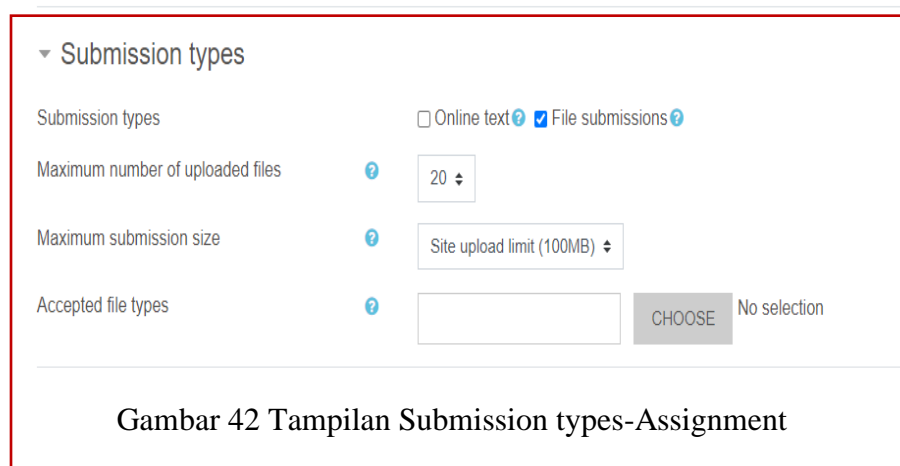 Submission types
Submission types Online text File submissions
Maximum number of uploaded files 20
Maximum submission size Site upload limit (100MB)
Accepted file types CHOOSE No selection
Gambar 42 Tampilan Submission types-Assignment